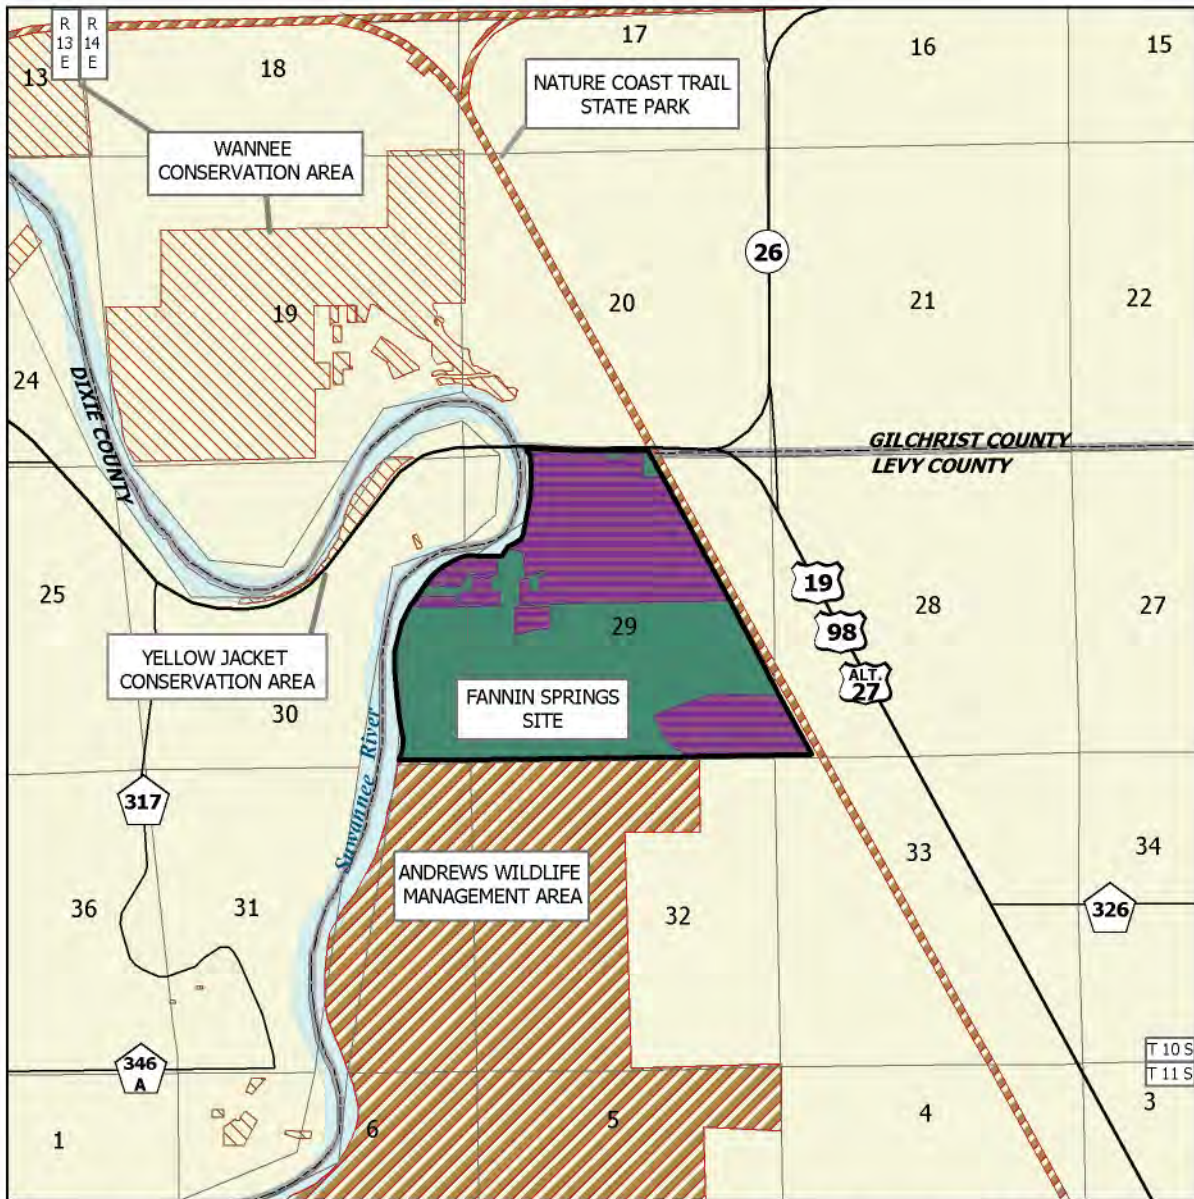 R
13
E
R
14
E
13
18
17
16
15
NATURE COAST TRAIL
STATE PARK
WANNEE
CONSERVATION AREA
26
19
20
21
22
24
DIXIE COUNTY
GILCHRIST COUNTY
LEVY COUNTY
25
19
98
ALT.
27
29
28
27
YELLOW JACKET
CONSERVATION AREA
30
FANNIN SPRINGS
SITE
Suwannee River
317
33
34
ANDREWS WILDLIFE
MANAGEMENT AREA
36
31
32
326
346
A
T 10 S
T 11 S
1
6
5
4
3